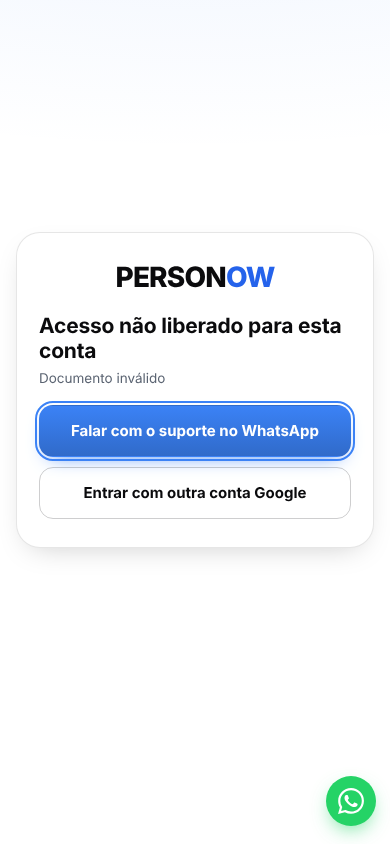 PERSONOW
Acesso não liberado para esta
conta
Documento inválido
Falar com o suporte no WhatsApp
Entrar com outra conta Google